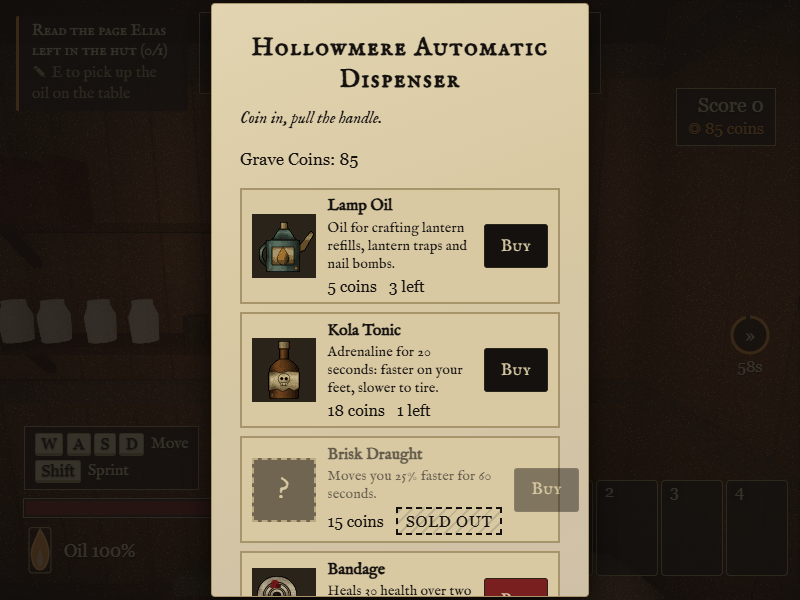 Read the page Elias
left in the hut (0/1)
E to pick up the
oil on the table
Hollowmere Automatic
Dispenser
Coin in, pull the handle.
Grave Coins: 85
Lamp Oil
Oil for crafting lantern
refills, lantern traps and
nail bombs.
5 coins 3 left
Buy
Kola Tonic
Adrenaline for 20
seconds: faster on your
feet, slower to tire.
18 coins 1 left
Buy
?
Brisk Draught
Moves you 25% faster for 60
seconds.
15 coins SOLD OUT
Buy
Bandage
Heals 30 health over two
Score 0
85 coins
»
58s
W A S D Move
Shift Sprint
Oil 100%
2 3 4